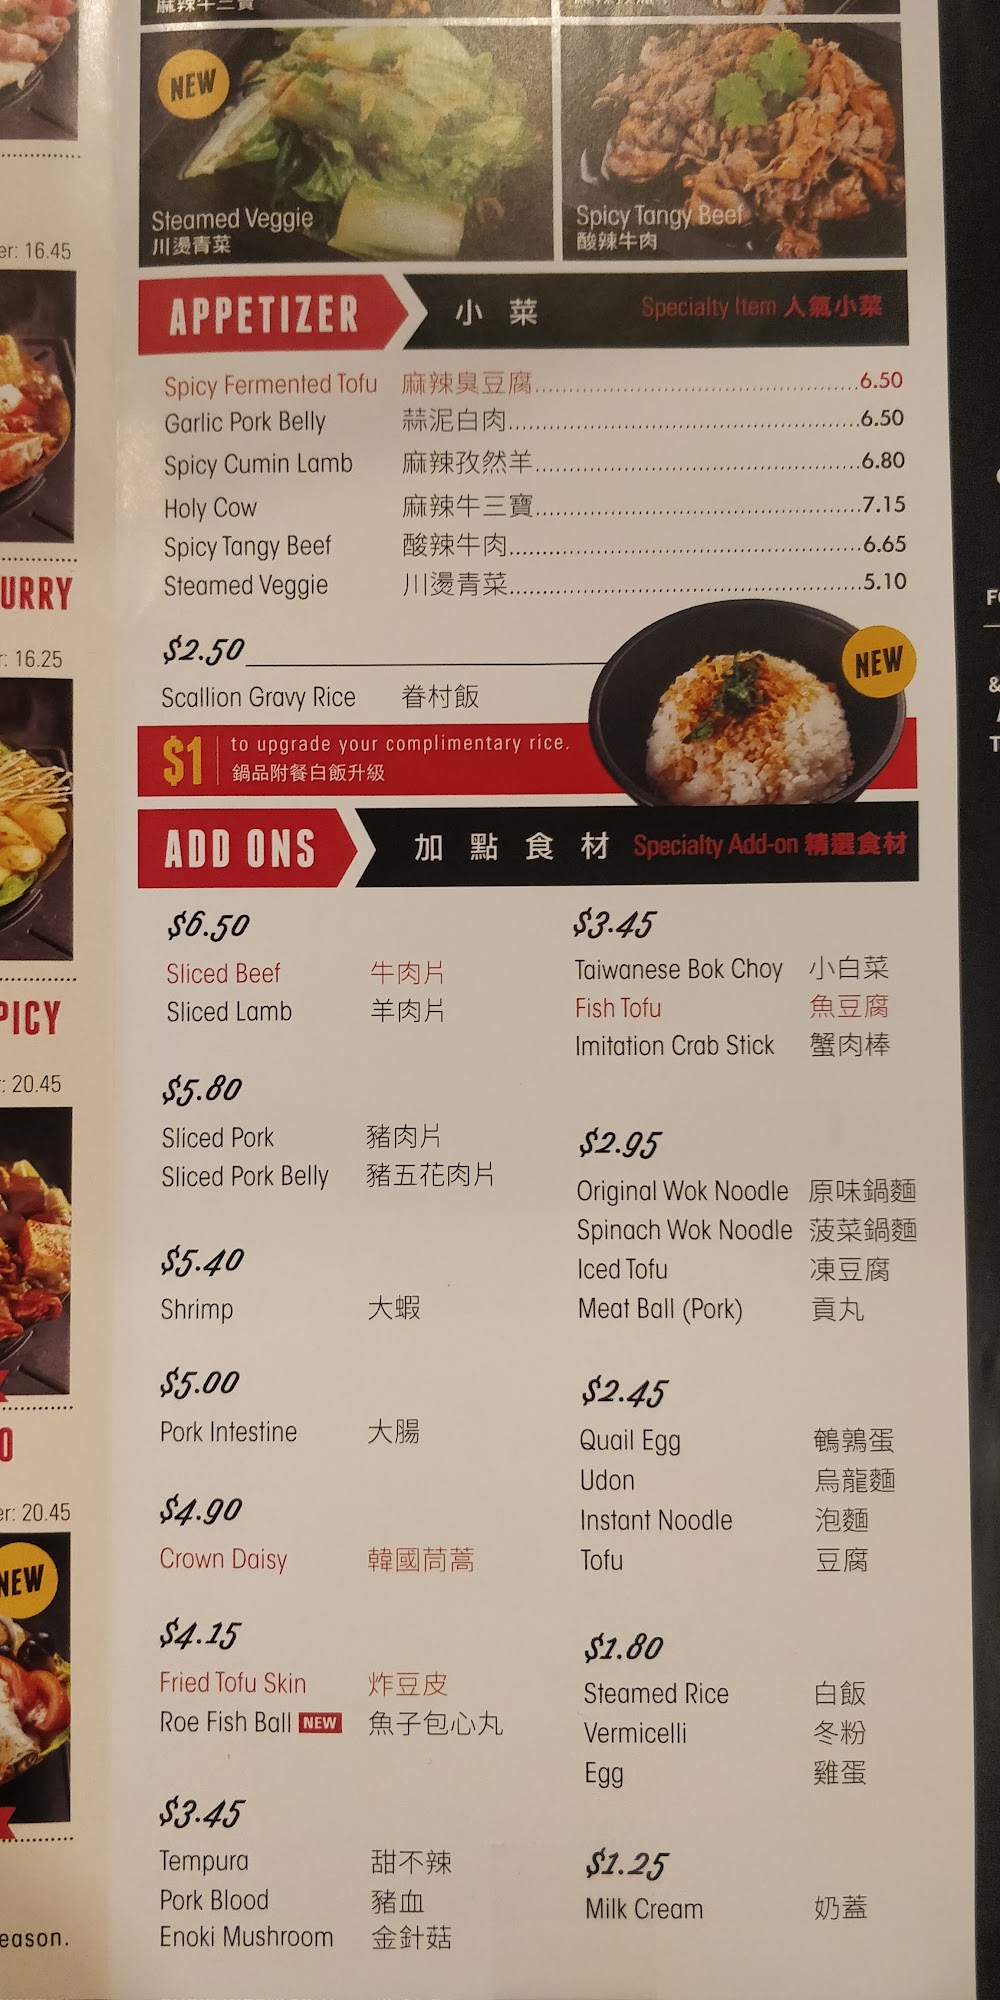 麻辣牛三寶
NEW
Steamed Veggie
川燙青菜
Spicy Tangy Beef
酸辣牛肉
APPETIZER 小菜 Specialty Item 人氣小菜
Spicy Fermented Tofu 麻辣臭豆腐 6.50
Garlic Pork Belly 蒜泥白肉 6.50
Spicy Cumin Lamb 麻辣孜然羊 6.80
Holy Cow 麻辣牛三寶 7.15
Spicy Tangy Beef 酸辣牛肉 6.65
Steamed Veggie 川燙青菜 5.10
$2.50
Scallion Gravy Rice 眷村飯
NEW
$1 to upgrade your complimentary rice.
鍋品附餐白飯升級
ADD ONS 加點食材 Specialty Add-on 精選食材
$6.50
Sliced Beef 牛肉片
Sliced Lamb 羊肉片
$5.80
Sliced Pork 豬肉片
Sliced Pork Belly 豬五花肉片
$5.40
Shrimp 大蝦
$5.00
Pork Intestine 大腸
$4.90
Crown Daisy 韓國茼蒿
$4.15
Fried Tofu Skin 炸豆皮
Roe Fish Ball NEW 魚子包心丸
$3.45
Tempura 甜不辣
Pork Blood 豬血
Enoki Mushroom 金針菇
$3.45
Taiwanese Bok Choy 小白菜
Fish Tofu 魚豆腐
Imitation Crab Stick 蟹肉棒
$2.95
Original Wok Noodle 原味鍋麵
Spinach Wok Noodle 菠菜鍋麵
Iced Tofu 凍豆腐
Meat Ball (Pork) 貢丸
$2.45
Quail Egg 鵪鶉蛋
Udon 烏龍麵
Instant Noodle 泡麵
Tofu 豆腐
$1.80
Steamed Rice 白飯
Vermicelli 冬粉
Egg 雞蛋
$1.25
Milk Cream 奶蓋
er: 16.45
URRY
r: 16.25
PICY
: 20.45
O
er: 20.45
NEW
eason.